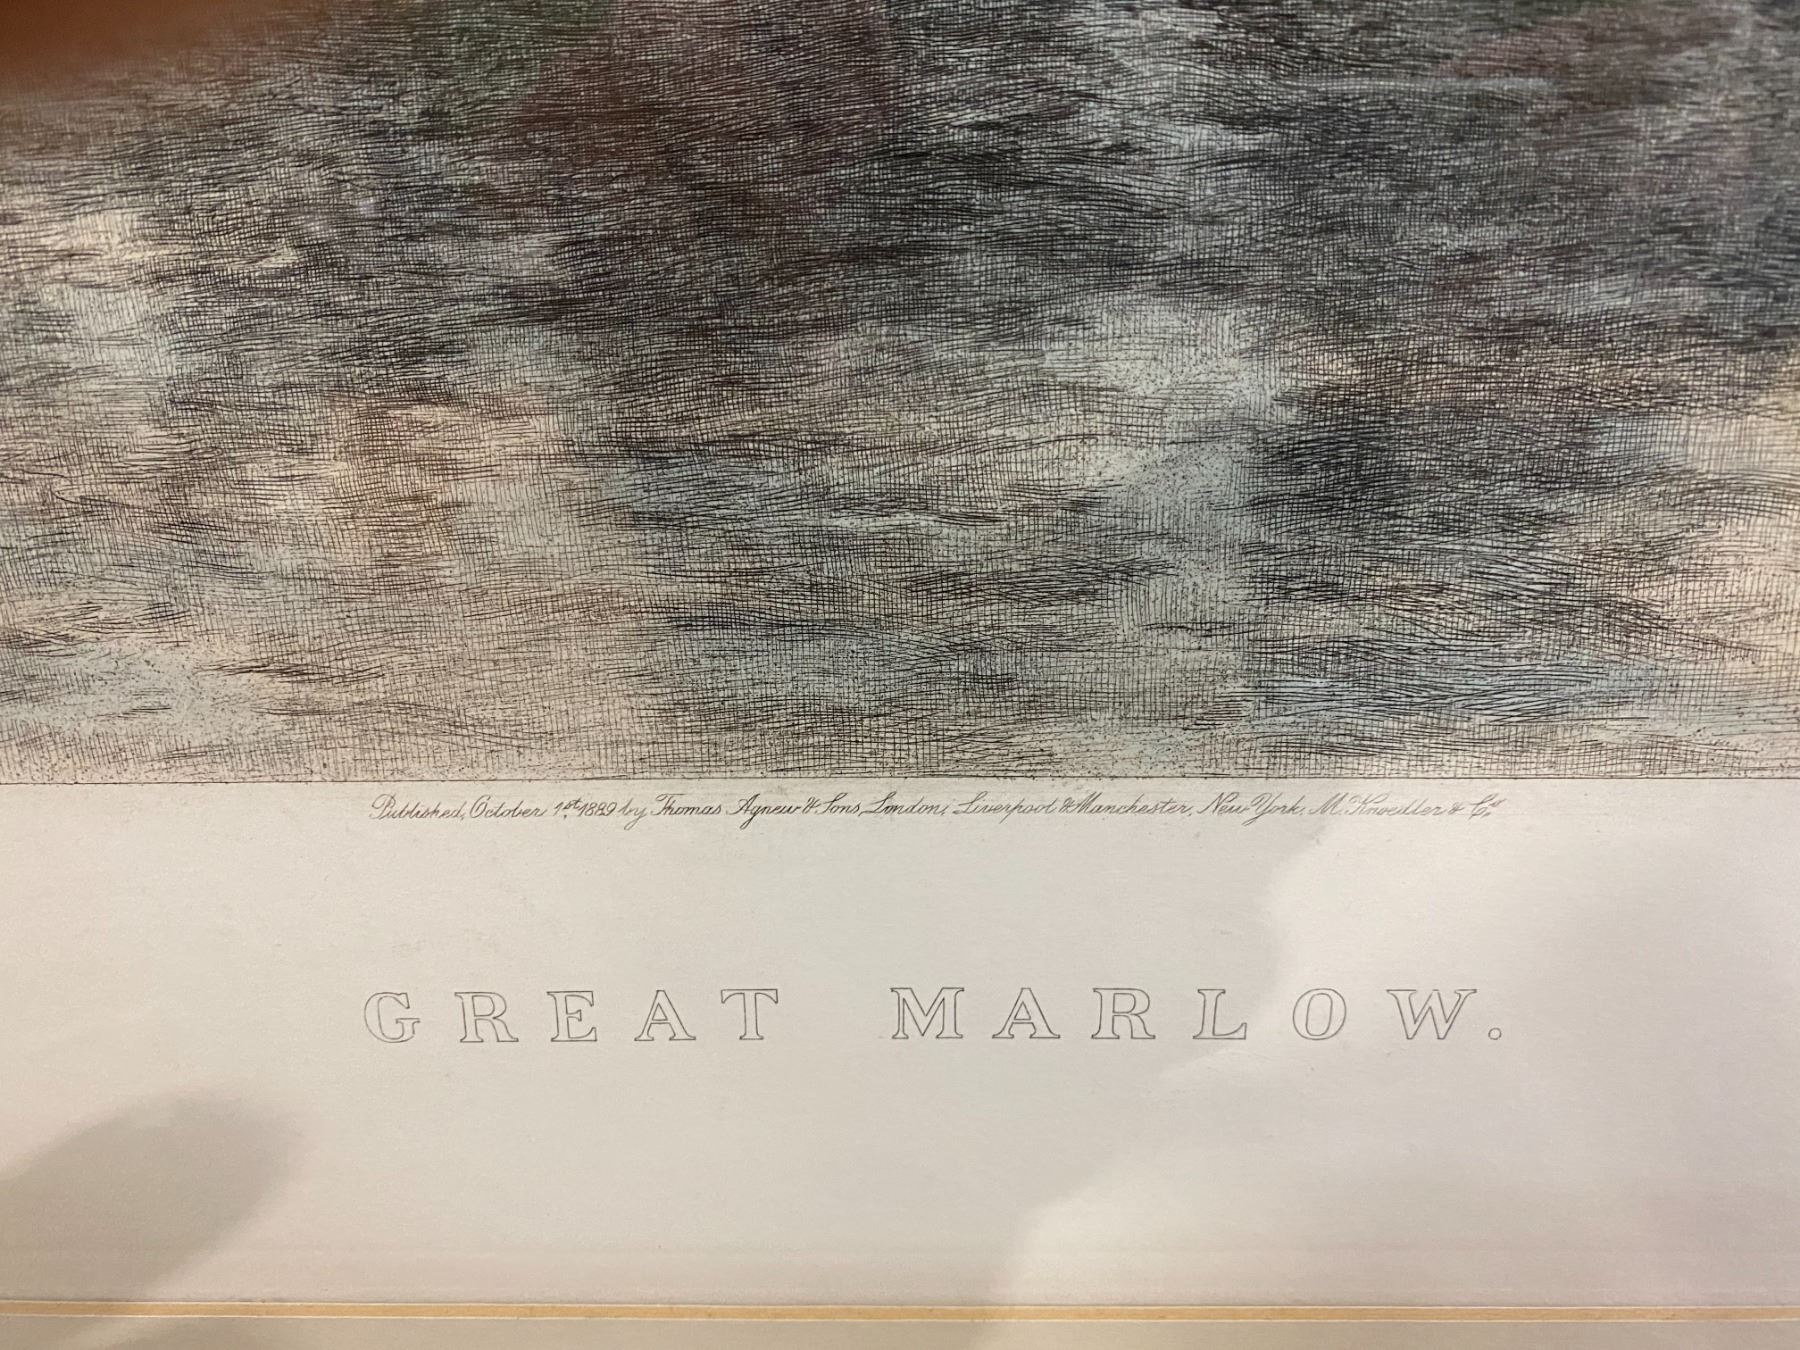 Published, October 1st 1889 by Thomas Agnew & Sons, London, Liverpool & Manchester, New York, M. Knoedler & Co.
GREAT MARLOW.